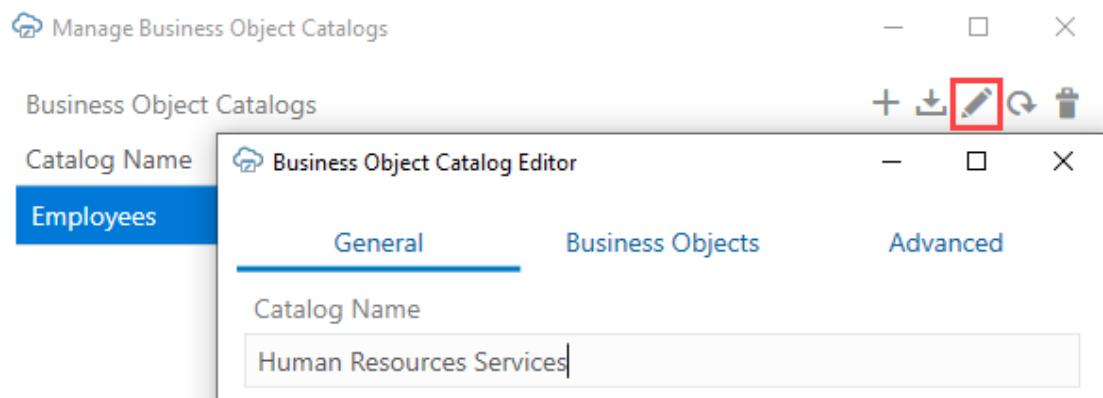 Manage Business Object Catalogs
Business Object Catalogs
Catalog Name
Business Object Catalog Editor
Employees
General Business Objects Advanced
Catalog Name
Human Resources Services